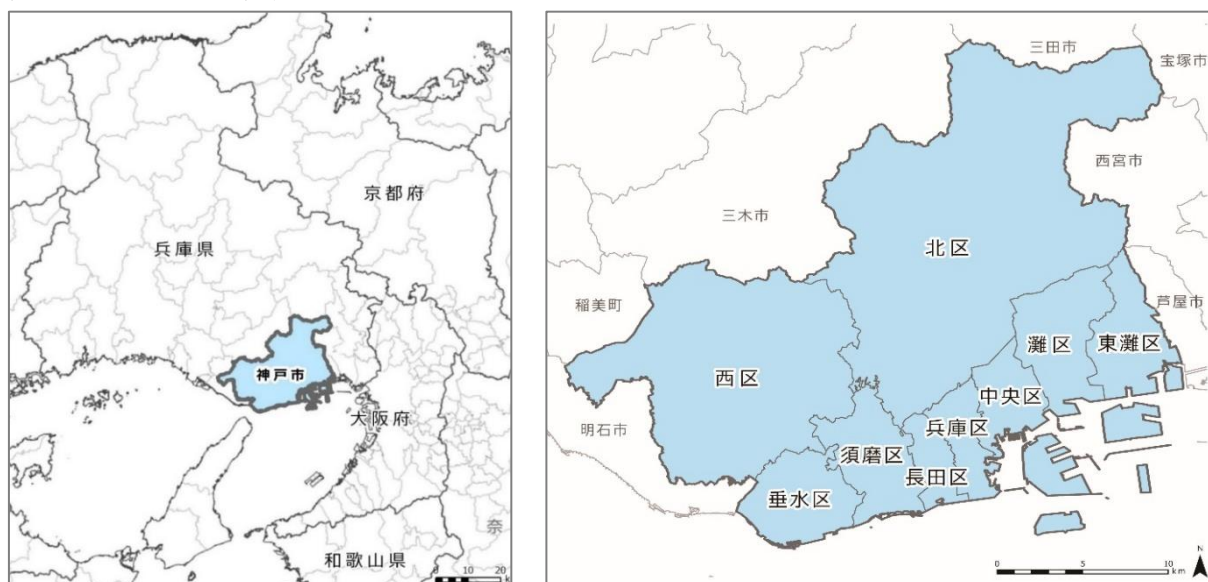 京都府
兵庫県
神戸市
大阪府
奈
和歌山県
0 10 20
三田市
宝塚市
西宮市
三木市
北区
稲美町
芦屋市
灘区
東灘区
西区
中央区
明石市
兵庫区
須磨区
長田区
垂水区
N
0 5 10
km